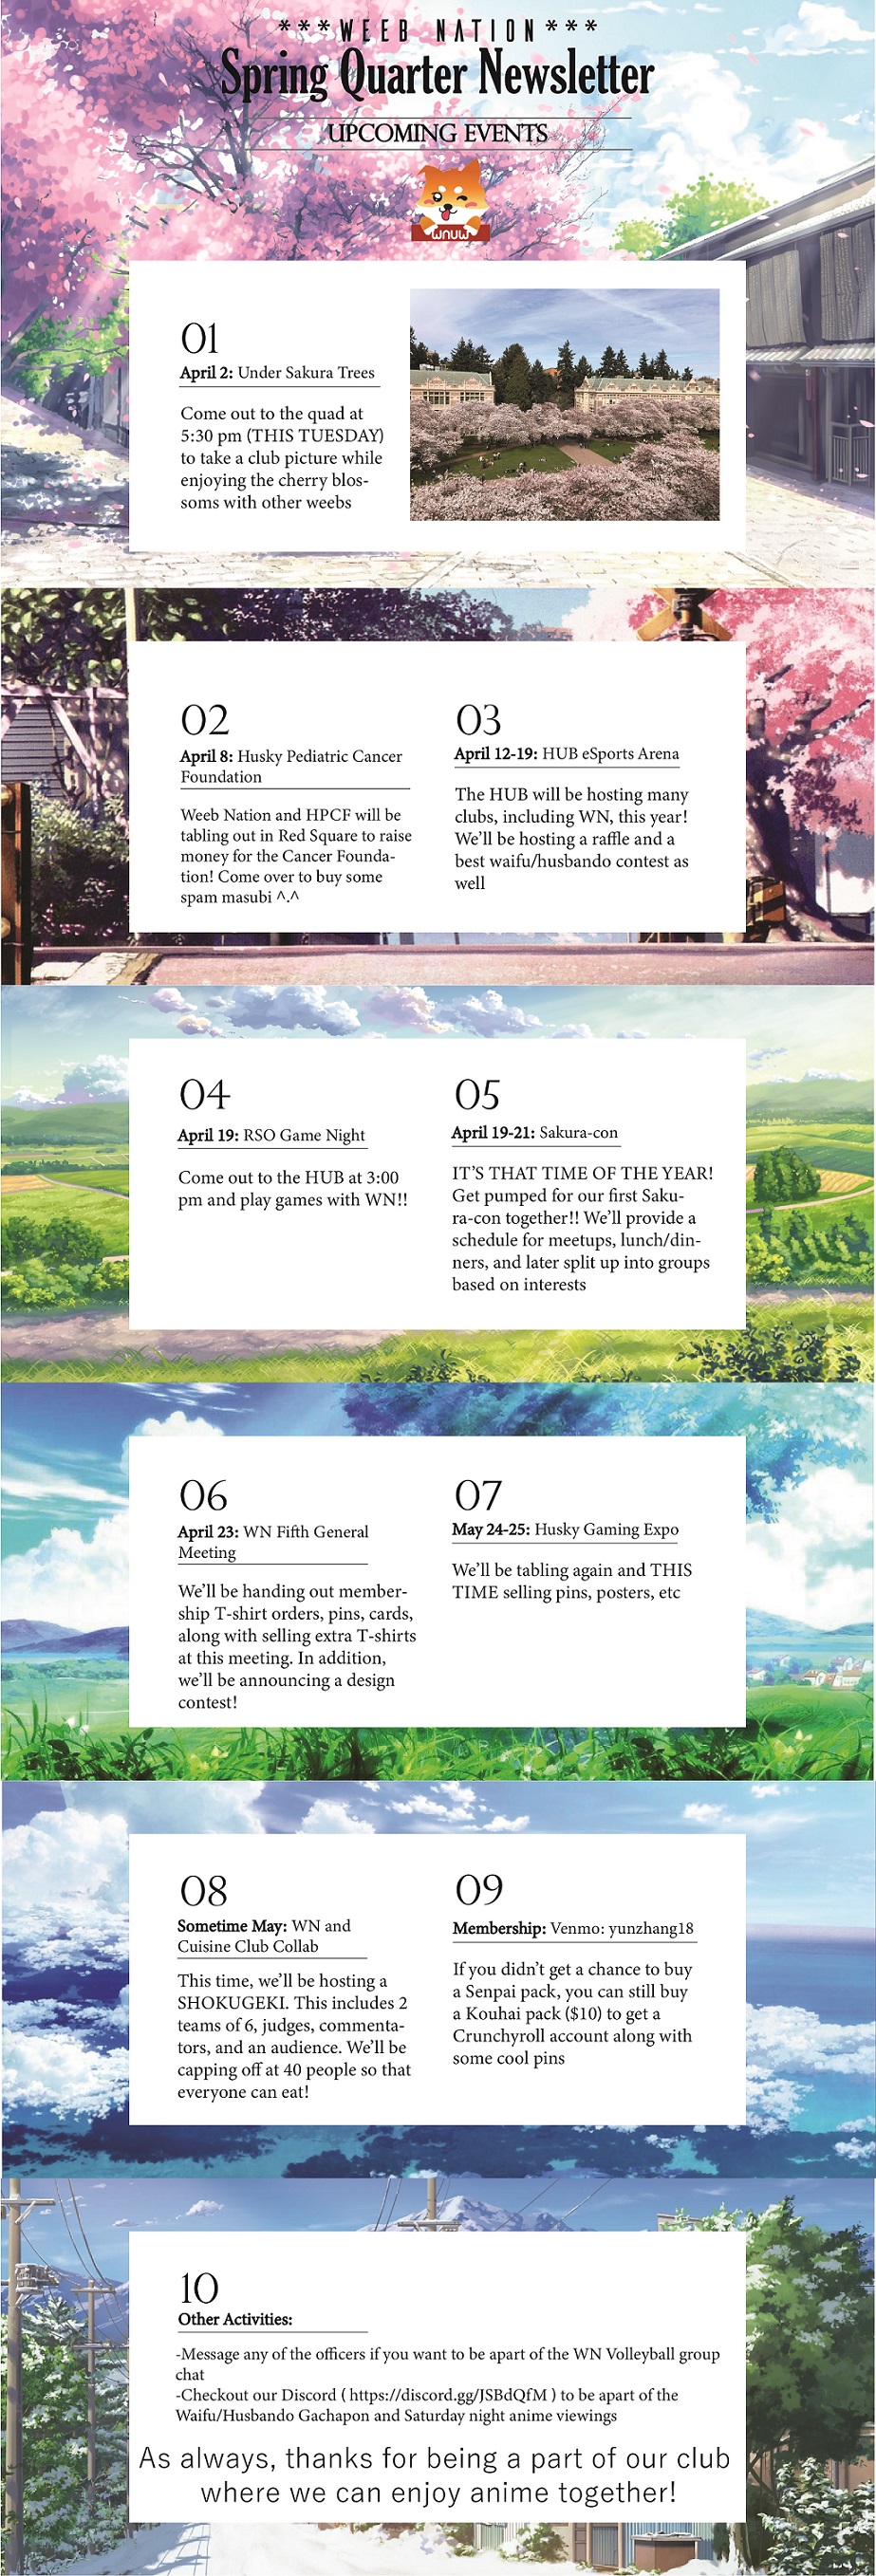 ***WEEB NATION***
Spring Quarter Newsletter
UPCOMING EVENTS
WNUW
01
April 2: Under Sakura Trees
Come out to the quad at
5:30 pm (THIS TUESDAY)
to take a club picture while
enjoying the cherry blos-
soms with other weebs
02
April 8: Husky Pediatric Cancer
Foundation
Weeb Nation and HPCF will be
tabling out in Red Square to raise
money for the Cancer Founda-
tion! Come over to buy some
spam masubi ^.^
03
April 12-19: HUB eSports Arena
The HUB will be hosting many
clubs, including WN, this year!
We'll be hosting a raffle and a
best waifu/husbando contest as
well
04
April 19: RSO Game Night
Come out to the HUB at 3:00
pm and play games with WN!!
05
April 19-21: Sakura-con
IT'S THAT TIME OF THE YEAR!
Get pumped for our first Saku-
ra-con together!! We'll provide a
schedule for meetups, lunch/din-
ners, and later split up into groups
based on interests
06
April 23: WN Fifth General
Meeting
We'll be handing out member-
ship T-shirt orders, pins, cards,
along with selling extra T-shirts
at this meeting. In addition,
we'll be announcing a design
contest!
07
May 24-25: Husky Gaming Expo
We'll be tabling again and THIS
TIME selling pins, posters, etc
08
Sometime May: WN and
Cuisine Club Collab
This time, we'll be hosting a
SHOKUGEKI. This includes 2
teams of 6, judges, commenta-
tors, and an audience. We'll be
capping off at 40 people so that
everyone can eat!
09
Membership: Venmo: yunzhang18
If you didn't get a chance to buy
a Senpai pack, you can still buy
a Kouhai pack ($10) to get a
Crunchyroll account along with
some cool pins
10
Other Activities:
-Message any of the officers if you want to be apart of the WN Volleyball group
chat
-Checkout our Discord ( https://discord.gg/JSBdQfM ) to be apart of the
Waifu/Husbando Gachapon and Saturday night anime viewings
As always, thanks for being a part of our club
where we can enjoy anime together!